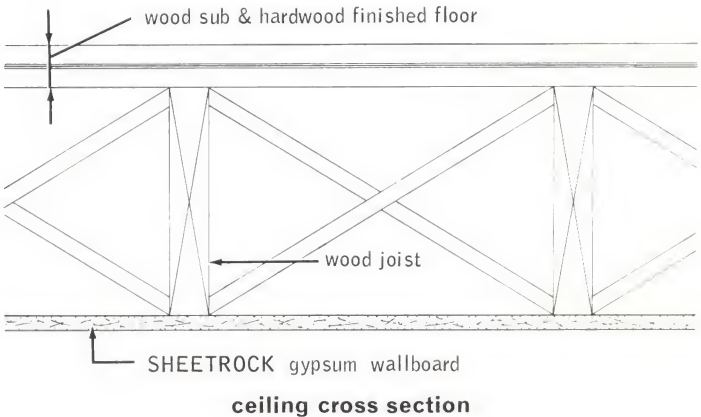 wood sub & hardwood finished floor
wood joist
SHEETROCK gypsum wallboard
ceiling cross section